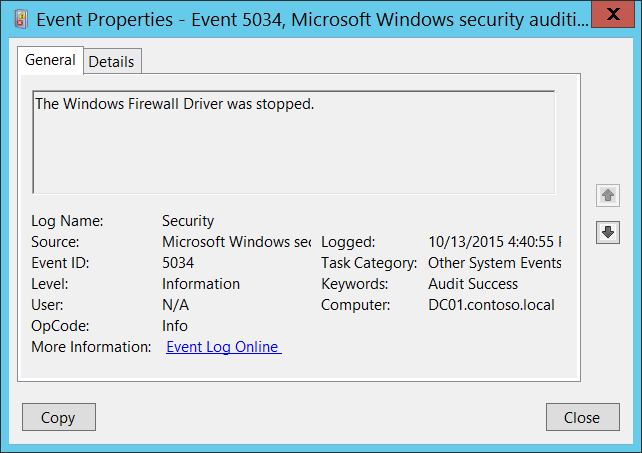 Event Properties - Event 5034, Microsoft Windows security auditi...
X
General
Details
The Windows Firewall Driver was stopped.
Log Name: Security
Source: Microsoft Windows sec Logged: 10/13/2015 4:40:55
Event ID: 5034 Task Category: Other System Events
Level: Information Keywords: Audit Success
User: N/A Computer: DC01.contoso.local
OpCode: Info
More Information: Event Log Online
Copy
Close